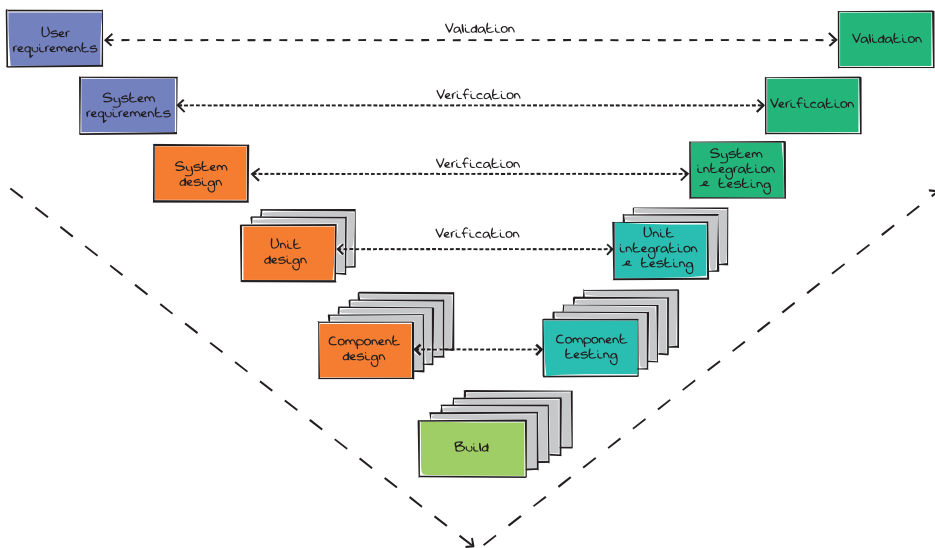 User
requirements
Validation
Validation
System
requirements
Verification
Verification
System
design
Verification
System
integration
e testing
Unit
design
Verification
Unit
integration
e testing
Component
design
Component
testing
Build